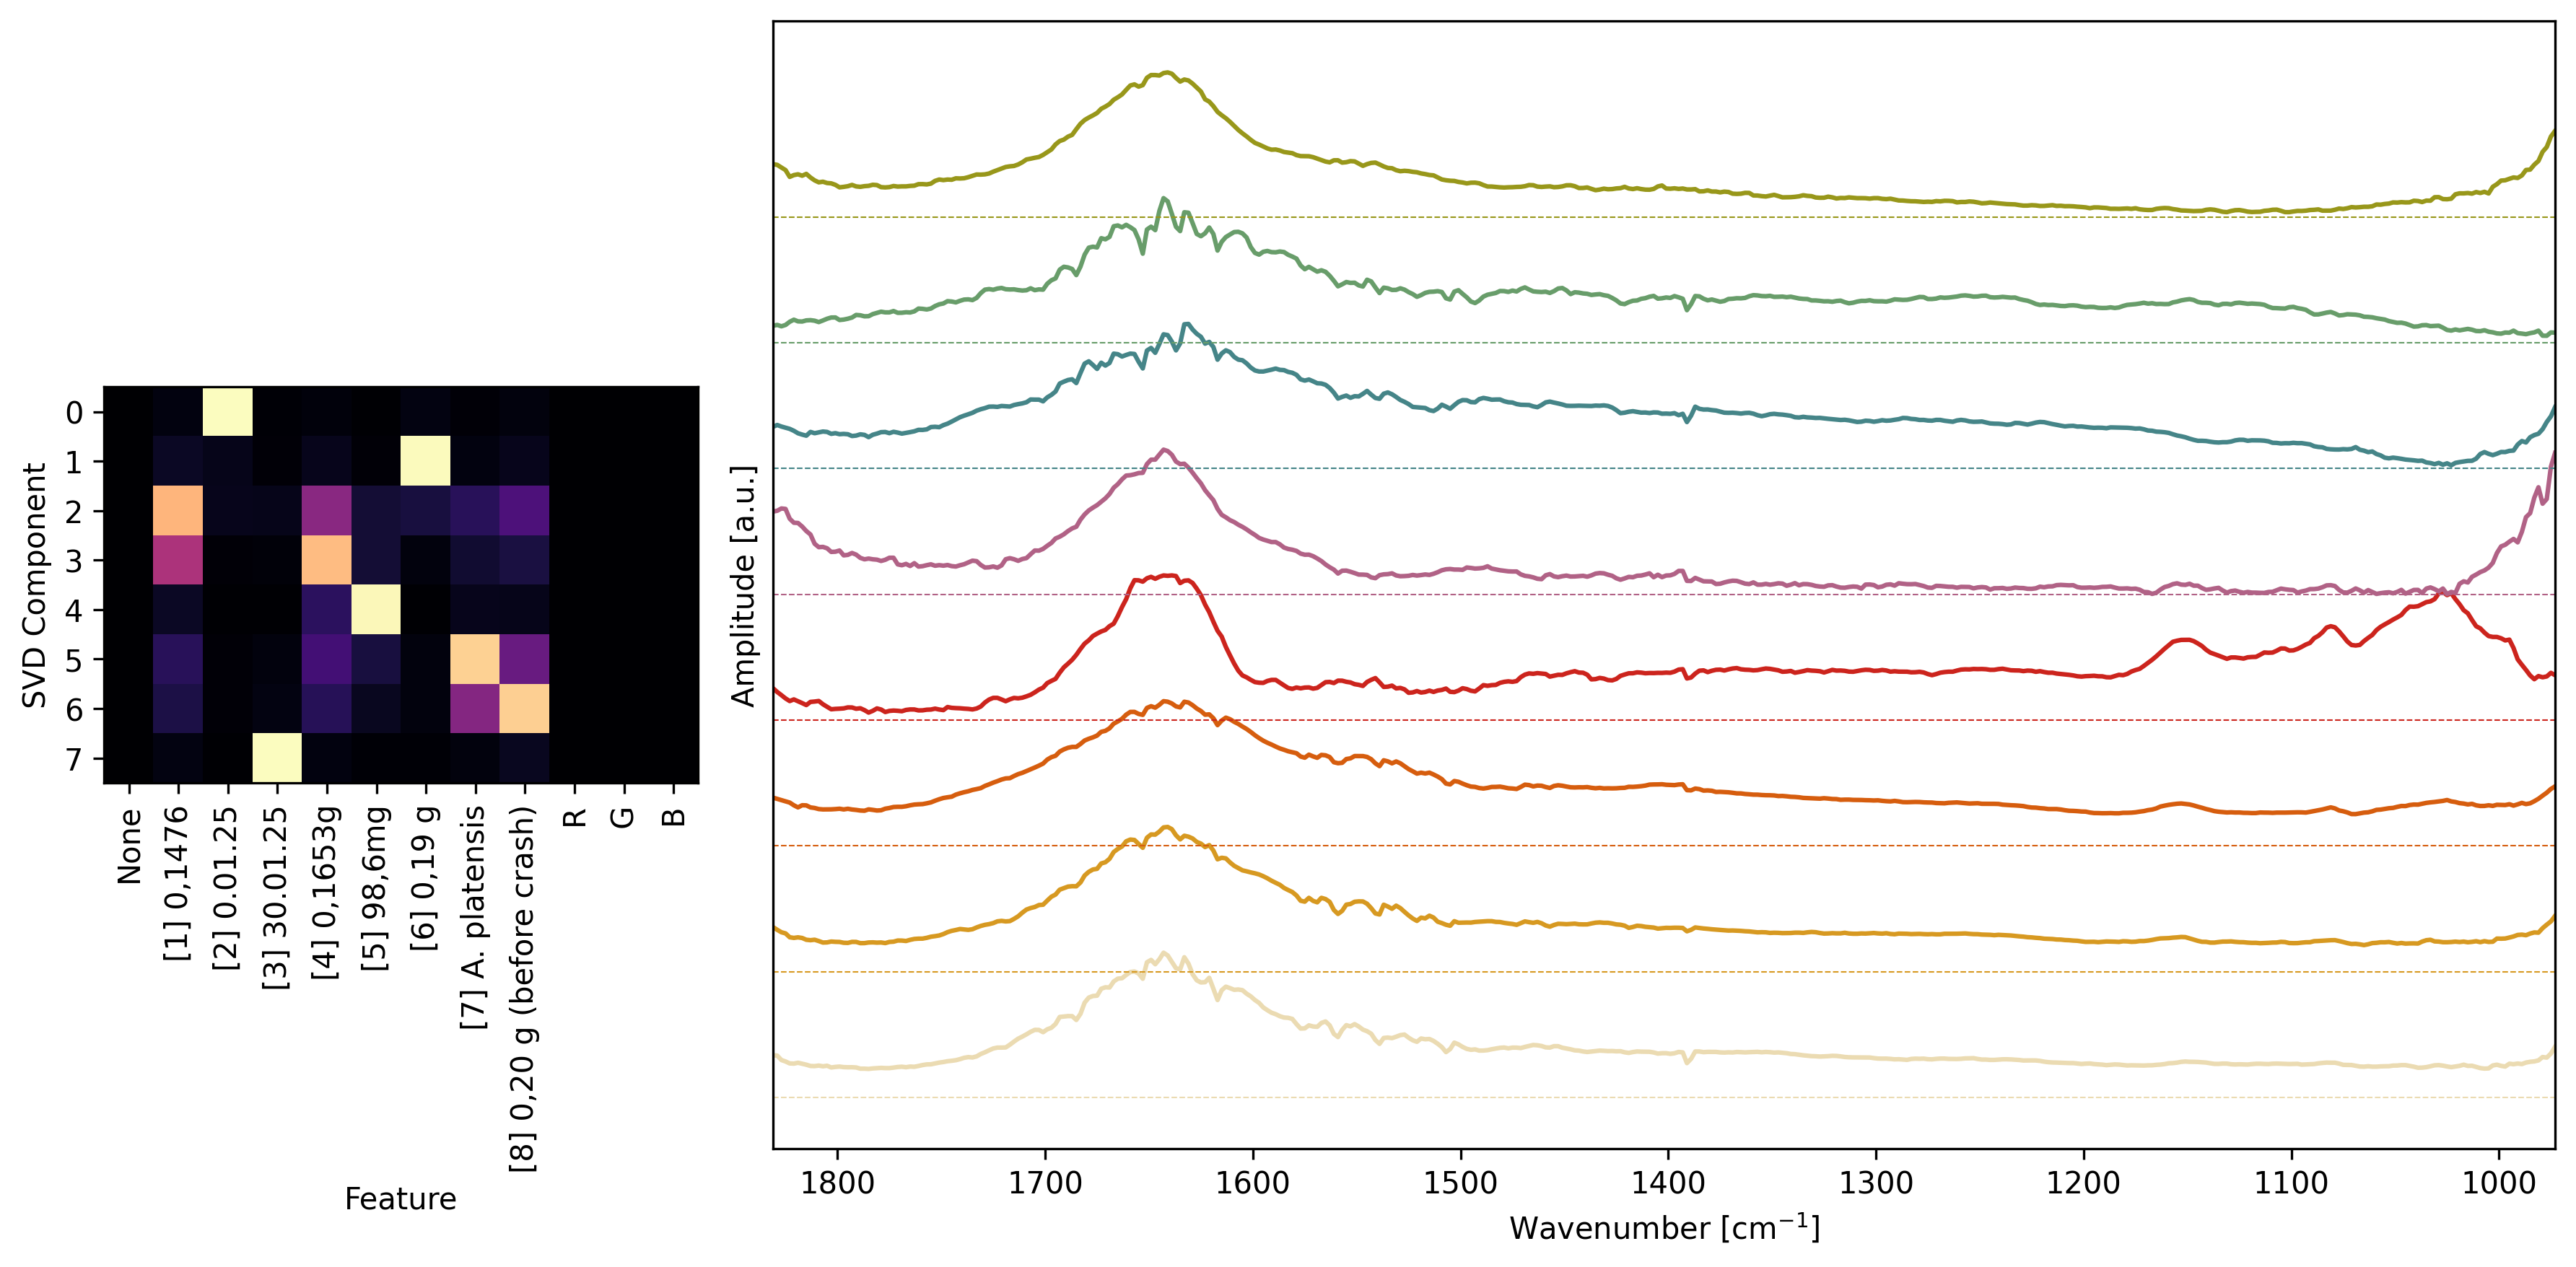 0
1
2
3
4
5
6
7
SVD Component
None
[1] 0,1476
[2] 0.01.25
[3] 30.01.25
[4] 0,1653g
[5] 98,6mg
[6] 0,19 g
[7] A. platensis
[8] 0,20 g (before crash)
R
G
B
Feature
Amplitude [a.u.]
1800 1700 1600 1500 1400 1300 1200 1100 1000
Wavenumber [cm⁻¹]